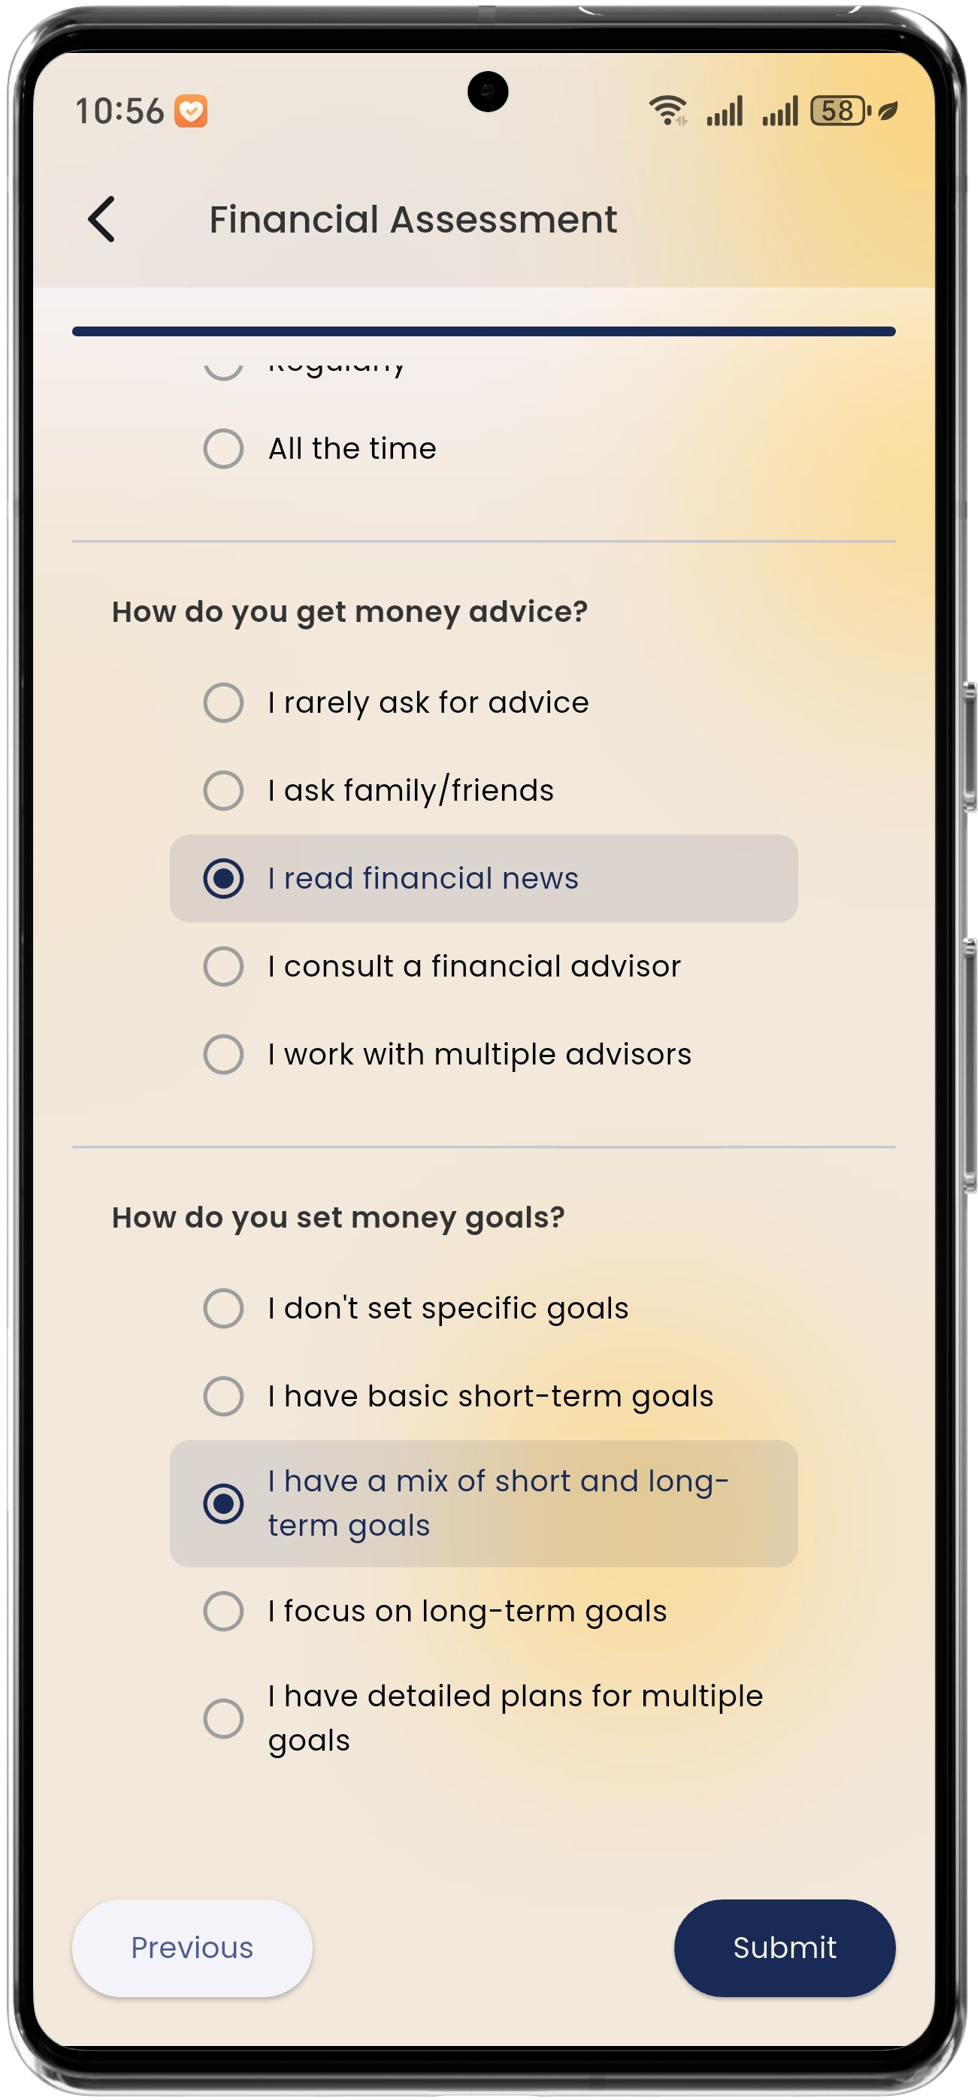 10:56
58
Financial Assessment
Regularly
All the time
How do you get money advice?
I rarely ask for advice
I ask family/friends
I read financial news
I consult a financial advisor
I work with multiple advisors
How do you set money goals?
I don't set specific goals
I have basic short-term goals
I have a mix of short and long-
term goals
I focus on long-term goals
I have detailed plans for multiple
goals
Previous
Submit